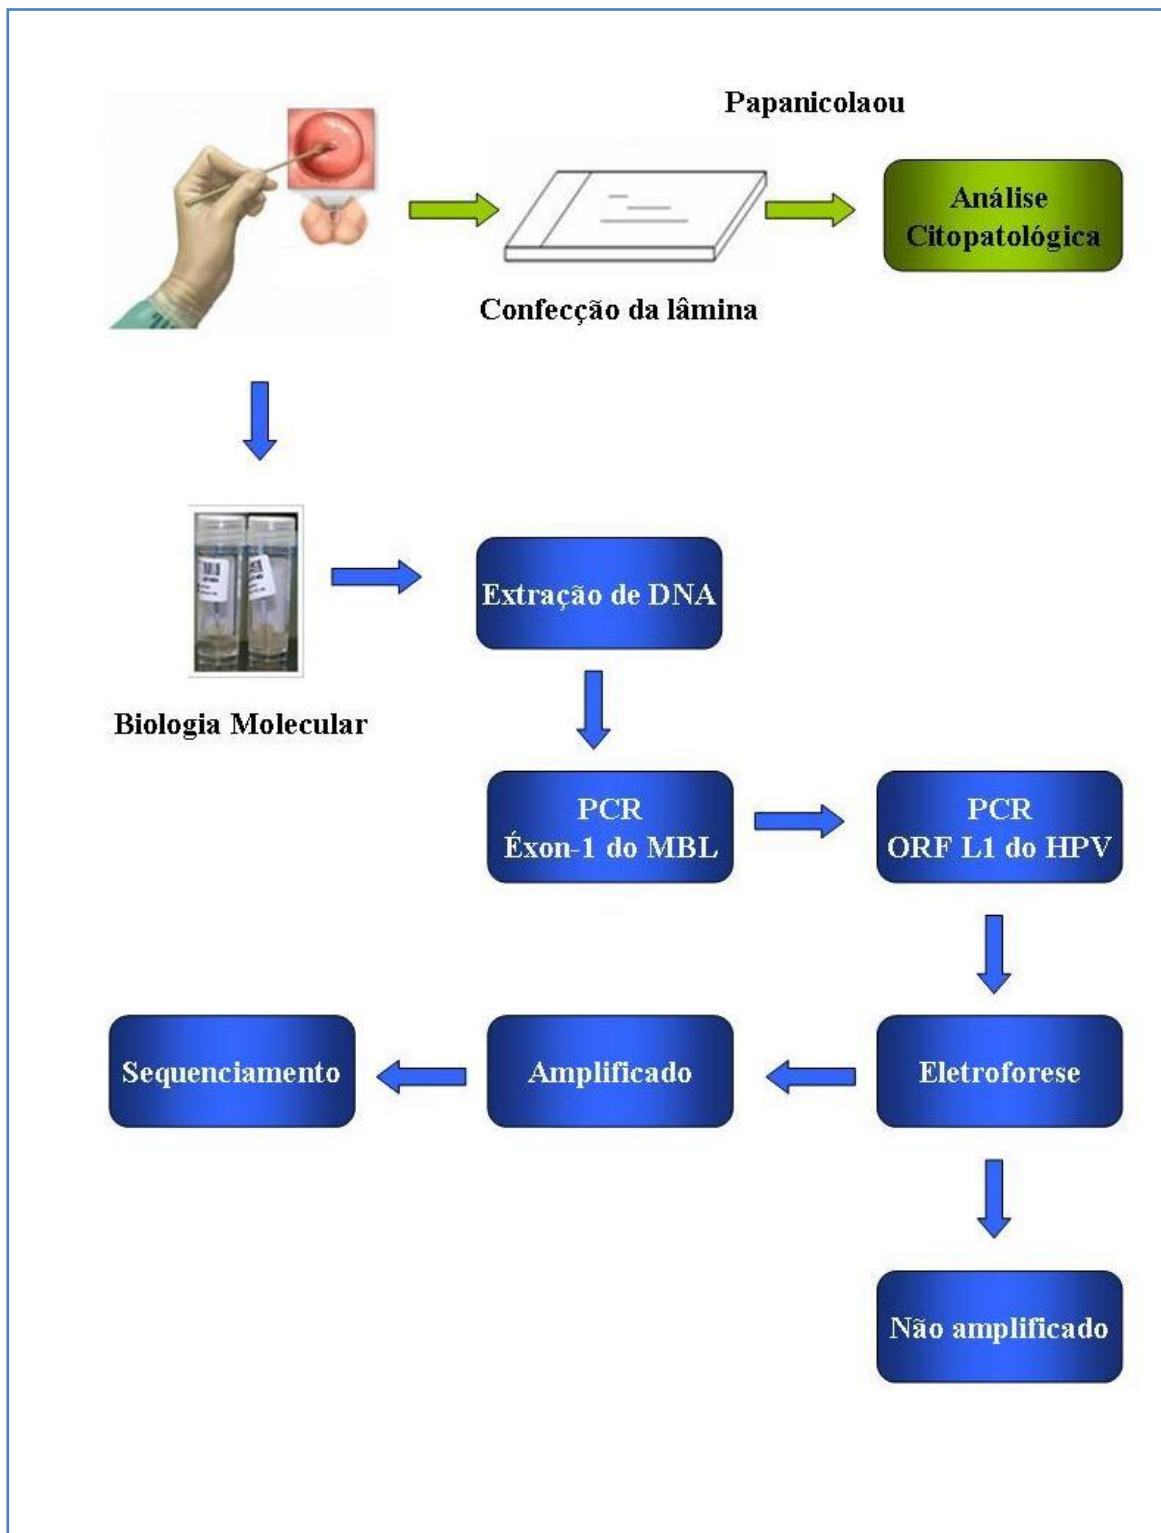 Papanicolaou
Análise
Citopatológica
Confecção da lâmina
Extração de DNA
Biologia Molecular
PCR
Éxon-1 do MBL
PCR
ORF L1 do HPV
Sequenciamento
Amplificado
Eletroforese
Não amplificado